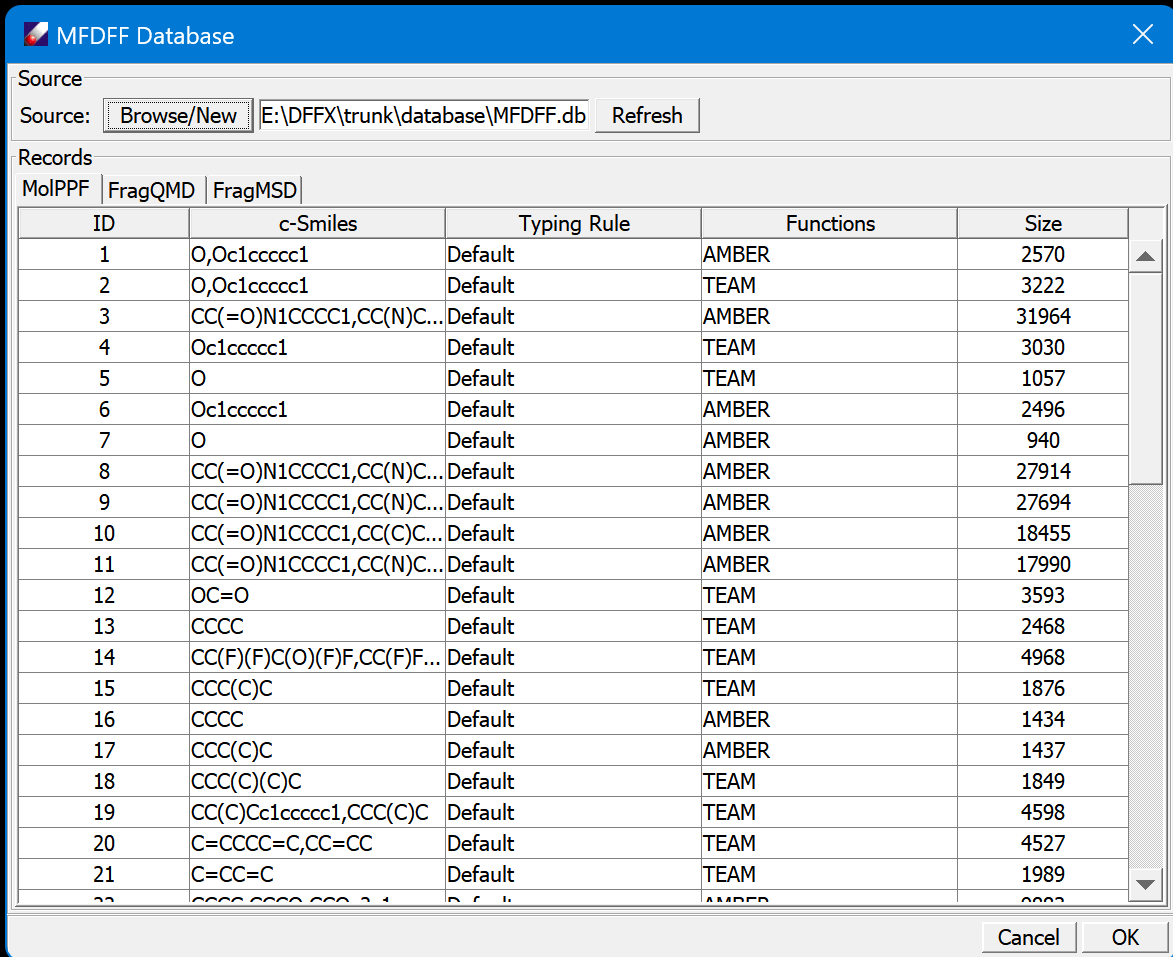 MFDFF Database
Source
Source: Browse/New E:\DFFX\trunk\database\MFDFF.db Refresh
Records
MolPPF FragQMD FragMSD
ID c-Smiles Typing Rule Functions Size
1 O,Oc1ccccc1 Default AMBER 2570
2 O,Oc1ccccc1 Default TEAM 3222
3 CC(=O)N1CCCC1,CC(N)C... Default AMBER 31964
4 Oc1ccccc1 Default TEAM 3030
5 O Default TEAM 1057
6 Oc1ccccc1 Default AMBER 2496
7 O Default AMBER 940
8 CC(=O)N1CCCC1,CC(N)C... Default AMBER 27914
9 CC(=O)N1CCCC1,CC(N)C... Default AMBER 27694
10 CC(=O)N1CCCC1,CC(C)C... Default AMBER 18455
11 CC(=O)N1CCCC1,CC(N)C... Default AMBER 17990
12 OC=O Default TEAM 3593
13 CCCC Default TEAM 2468
14 CC(F)(F)C(O)(F)F,CC(F)F... Default TEAM 4968
15 CCC(C)C Default TEAM 1876
16 CCCC Default AMBER 1434
17 CCC(C)C Default AMBER 1437
18 CCC(C)(C)C Default TEAM 1849
19 CC(C)Cc1ccccc1,CCC(C)C Default TEAM 4598
20 C=CCCC=C,CC=CC Default TEAM 4527
21 C=CC=C Default TEAM 1989
Default AMBER
Cancel OK